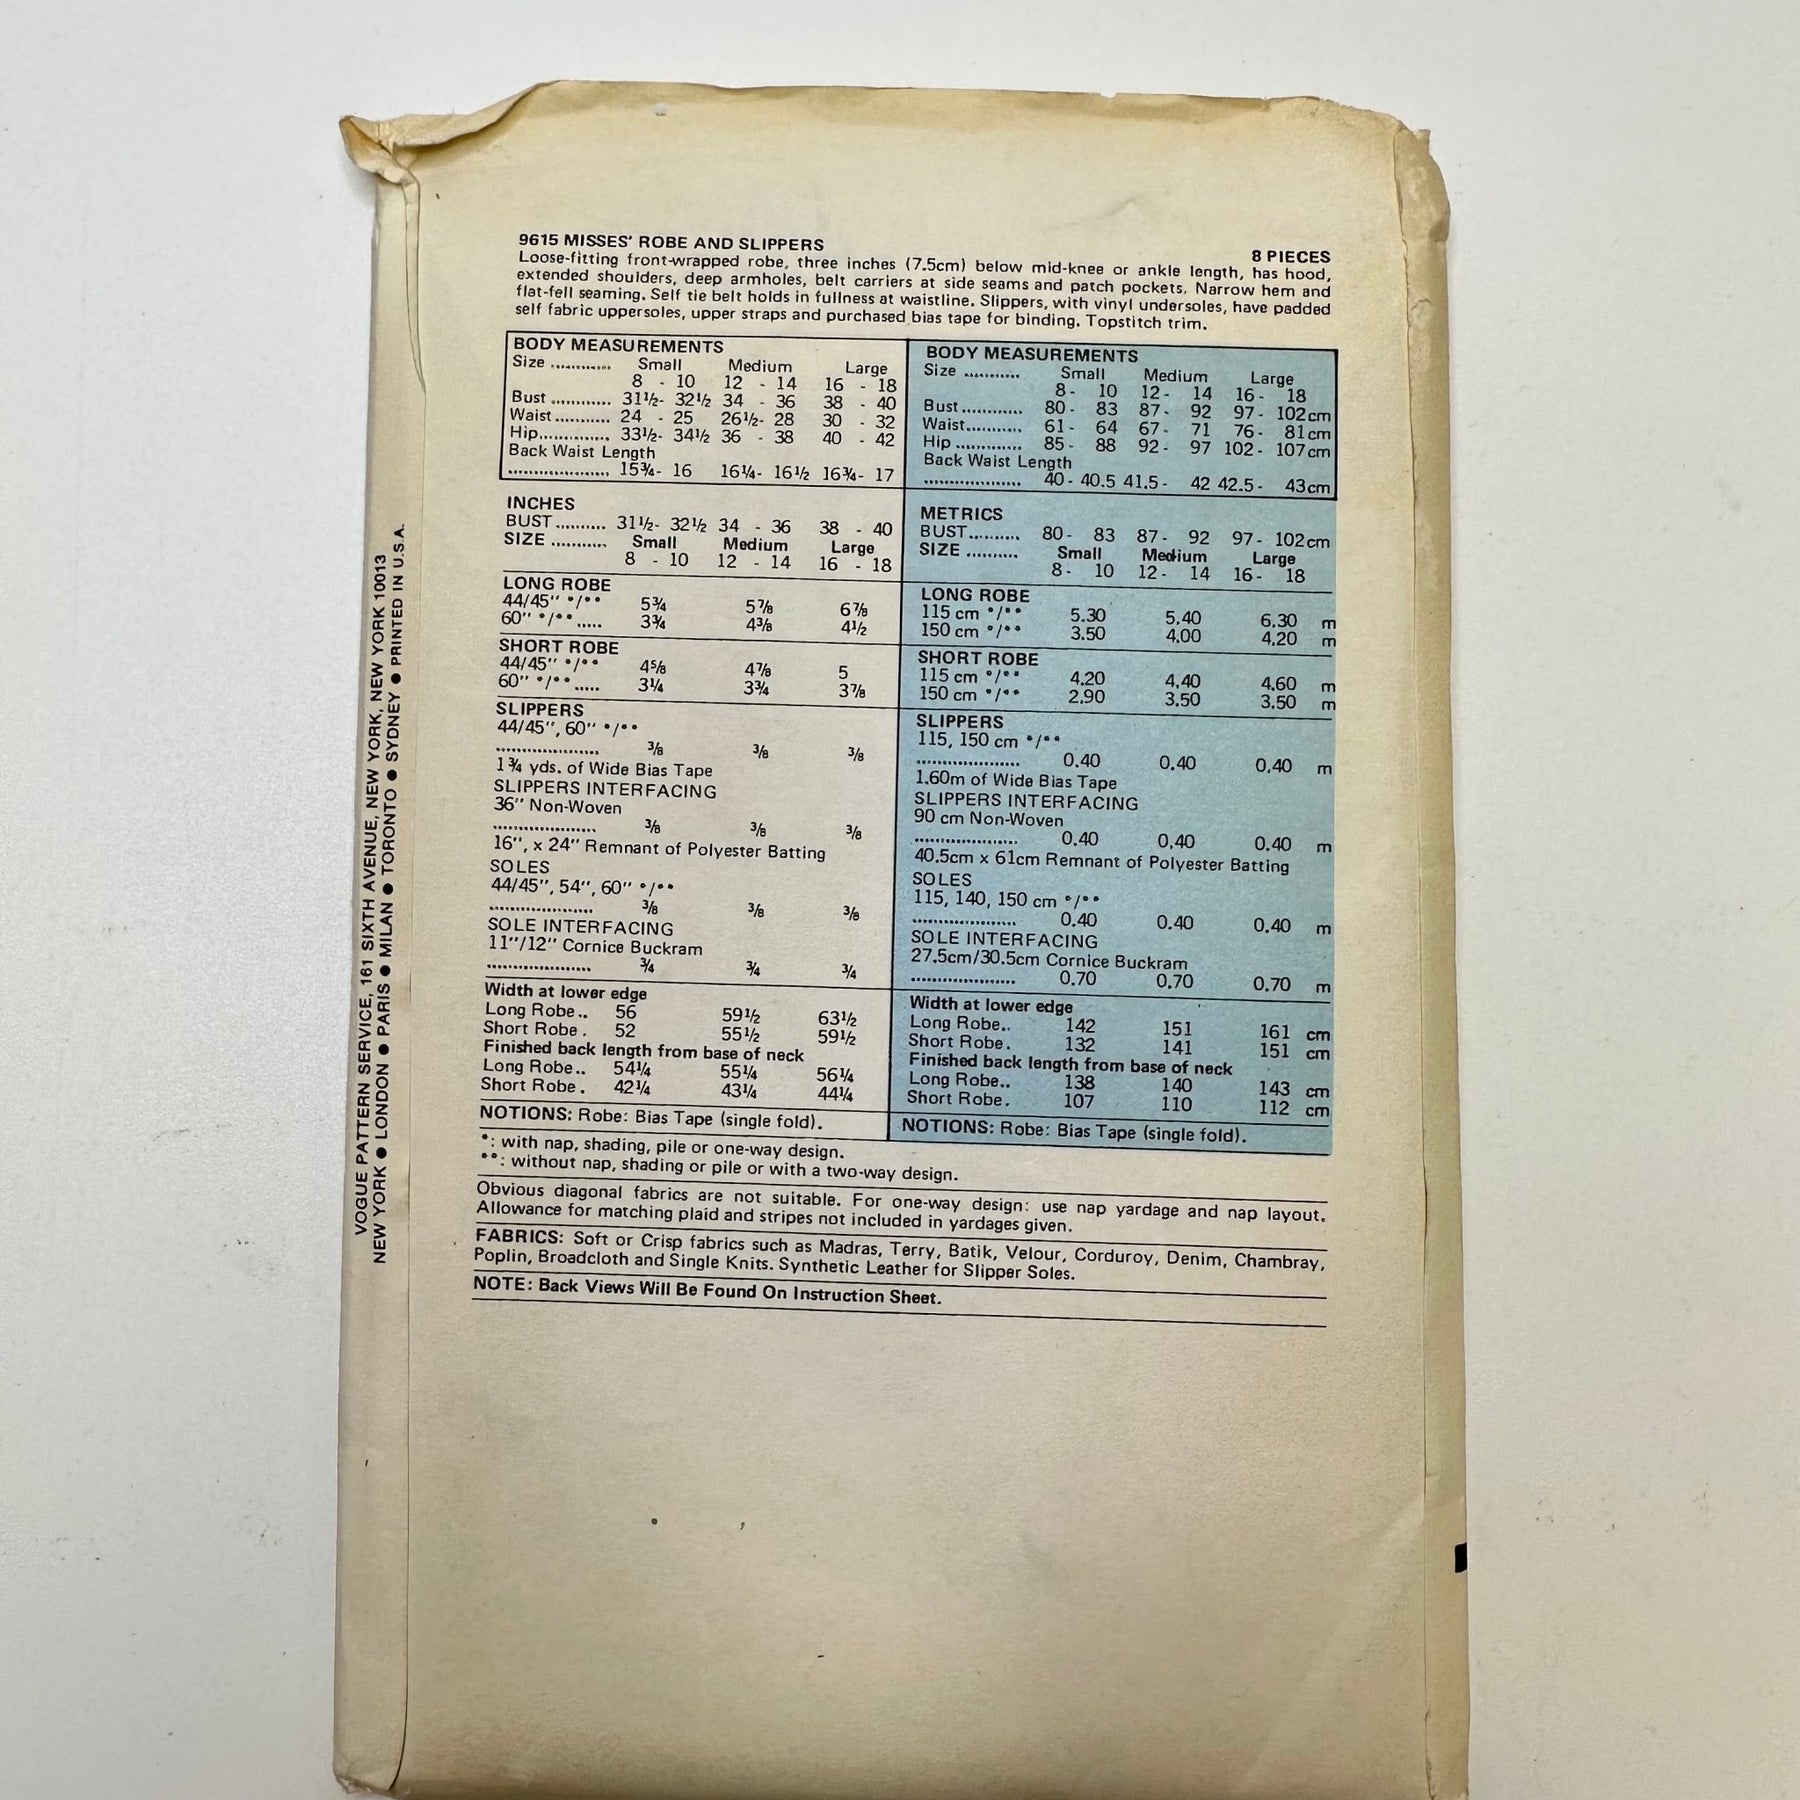 9615 MISSES' ROBE AND SLIPPERS 8 PIECES
Loose-fitting front-wrapped robe, three inches (7.5cm) below mid-knee or ankle length, has hood,
extended shoulders, deep armholes, belt carriers at side seams and patch pockets. Narrow hem and
flat-fell seaming. Self tie belt holds in fullness at waistline. Slippers, with vinyl undersoles, have padded
self fabric uppersoles, upper straps and purchased bias tape for binding. Topstitch trim.
BODY MEASUREMENTS
Size ............ Small Medium Large
8 - 10 12 - 14 16 - 18
Bust ............ 31½- 32½ 34 - 36 38 - 40
Waist ........... 24 - 25 26½- 28 30 - 32
Hip.............. 33½- 34½ 36 - 38 40 - 42
Back Waist Length
.................... 15¾- 16 16¼- 16½ 16¾- 17
INCHES
BUST .......... 31½- 32½ 34 - 36 38 - 40
SIZE ........... Small Medium Large
8 - 10 12 - 14 16 - 18
LONG ROBE
44/45" */** 5¾ 5⅞ 6⅞
60" */** ..... 3¾ 4⅜ 4½
SHORT ROBE
44/45" */** 4⅝ 4⅞ 5
60" */** ..... 3¼ 3¾ 3⅞
SLIPPERS
44/45", 60" */**
.................... ⅜ ⅜ ⅜
1¾ yds. of Wide Bias Tape
SLIPPERS INTERFACING
36" Non-Woven
.................... ⅜ ⅜ ⅜
16", x 24" Remnant of Polyester Batting
SOLES
44/45", 54", 60" */**
.................... ⅜ ⅜ ⅜
SOLE INTERFACING
11"/12" Cornice Buckram
.................... ¾ ¾ ¾
Width at lower edge
Long Robe.. 56 59½ 63½
Short Robe . 52 55½ 59½
Finished back length from base of neck
Long Robe.. 54¼ 55¼ 56¼
Short Robe . 42¼ 43¼ 44¼
NOTIONS: Robe: Bias Tape (single fold).
BODY MEASUREMENTS
Size ........... Small Medium Large
8 - 10 12 - 14 16 - 18
Bust ............ 80 - 83 87 - 92 97 - 102cm
Waist........... 61 - 64 67 - 71 76 - 81cm
Hip ............. 85 - 88 92 - 97 102 - 107cm
Back Waist Length
................... 40 - 40.5 41.5 - 42 42.5 - 43cm
METRICS
BUST.......... 80 - 83 87 - 92 97 - 102cm
SIZE .......... Small Medium Large
8 - 10 12 - 14 16 - 18
LONG ROBE
115 cm */** 5.30 5.40 6.30 m
150 cm */** 3.50 4.00 4.20 m
SHORT ROBE
115 cm */** 4.20 4.40 4.60 m
150 cm */** 2.90 3.50 3.50 m
SLIPPERS
115, 150 cm */**
.................... 0.40 0.40 0.40 m
1.60m of Wide Bias Tape
SLIPPERS INTERFACING
90 cm Non-Woven
.................... 0.40 0.40 0.40 m
40.5cm x 61cm Remnant of Polyester Batting
SOLES
115, 140, 150 cm */**
.................... 0.40 0.40 0.40 m
SOLE INTERFACING
27.5cm/30.5cm Cornice Buckram
.................... 0.70 0.70 0.70 m
Width at lower edge
Long Robe.. 142 151 161 cm
Short Robe. 132 141 151 cm
Finished back length from base of neck
Long Robe.. 138 140 143 cm
Short Robe. 107 110 112 cm
NOTIONS: Robe: Bias Tape (single fold).
*: with nap, shading, pile or one-way design.
**: without nap, shading or pile or with a two-way design.
Obvious diagonal fabrics are not suitable. For one-way design: use nap yardage and nap layout.
Allowance for matching plaid and stripes not included in yardages given.
FABRICS: Soft or Crisp fabrics such as Madras, Terry, Batik, Velour, Corduroy, Denim, Chambray,
Poplin, Broadcloth and Single Knits. Synthetic Leather for Slipper Soles.
NOTE: Back Views Will Be Found On Instruction Sheet.
VOGUE PATTERN SERVICE, 161 SIXTH AVENUE, NEW YORK, NEW YORK 10013
NEW YORK ● LONDON ● PARIS ● MILAN ● TORONTO ● SYDNEY ● PRINTED IN U.S.A.